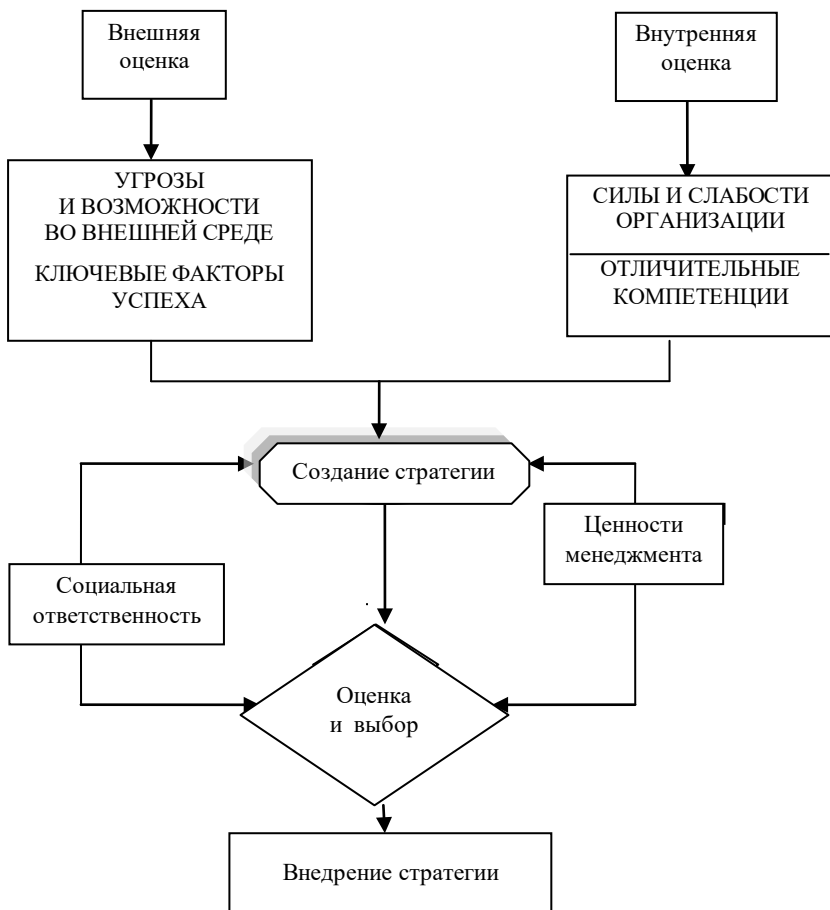 Внешняя
оценка
Внутренняя
оценка
УГРОЗЫ
И ВОЗМОЖНОСТИ
ВО ВНЕШНЕЙ СРЕДЕ
КЛЮЧЕВЫЕ ФАКТОРЫ
УСПЕХА
СИЛЫ И СЛАБОСТИ
ОРГАНИЗАЦИИ
ОТЛИЧИТЕЛЬНЫЕ
КОМПЕТЕНЦИИ
Создание стратегии
Социальная
ответственность
Ценности
менеджмента
Оценка
и выбор
Внедрение стратегии